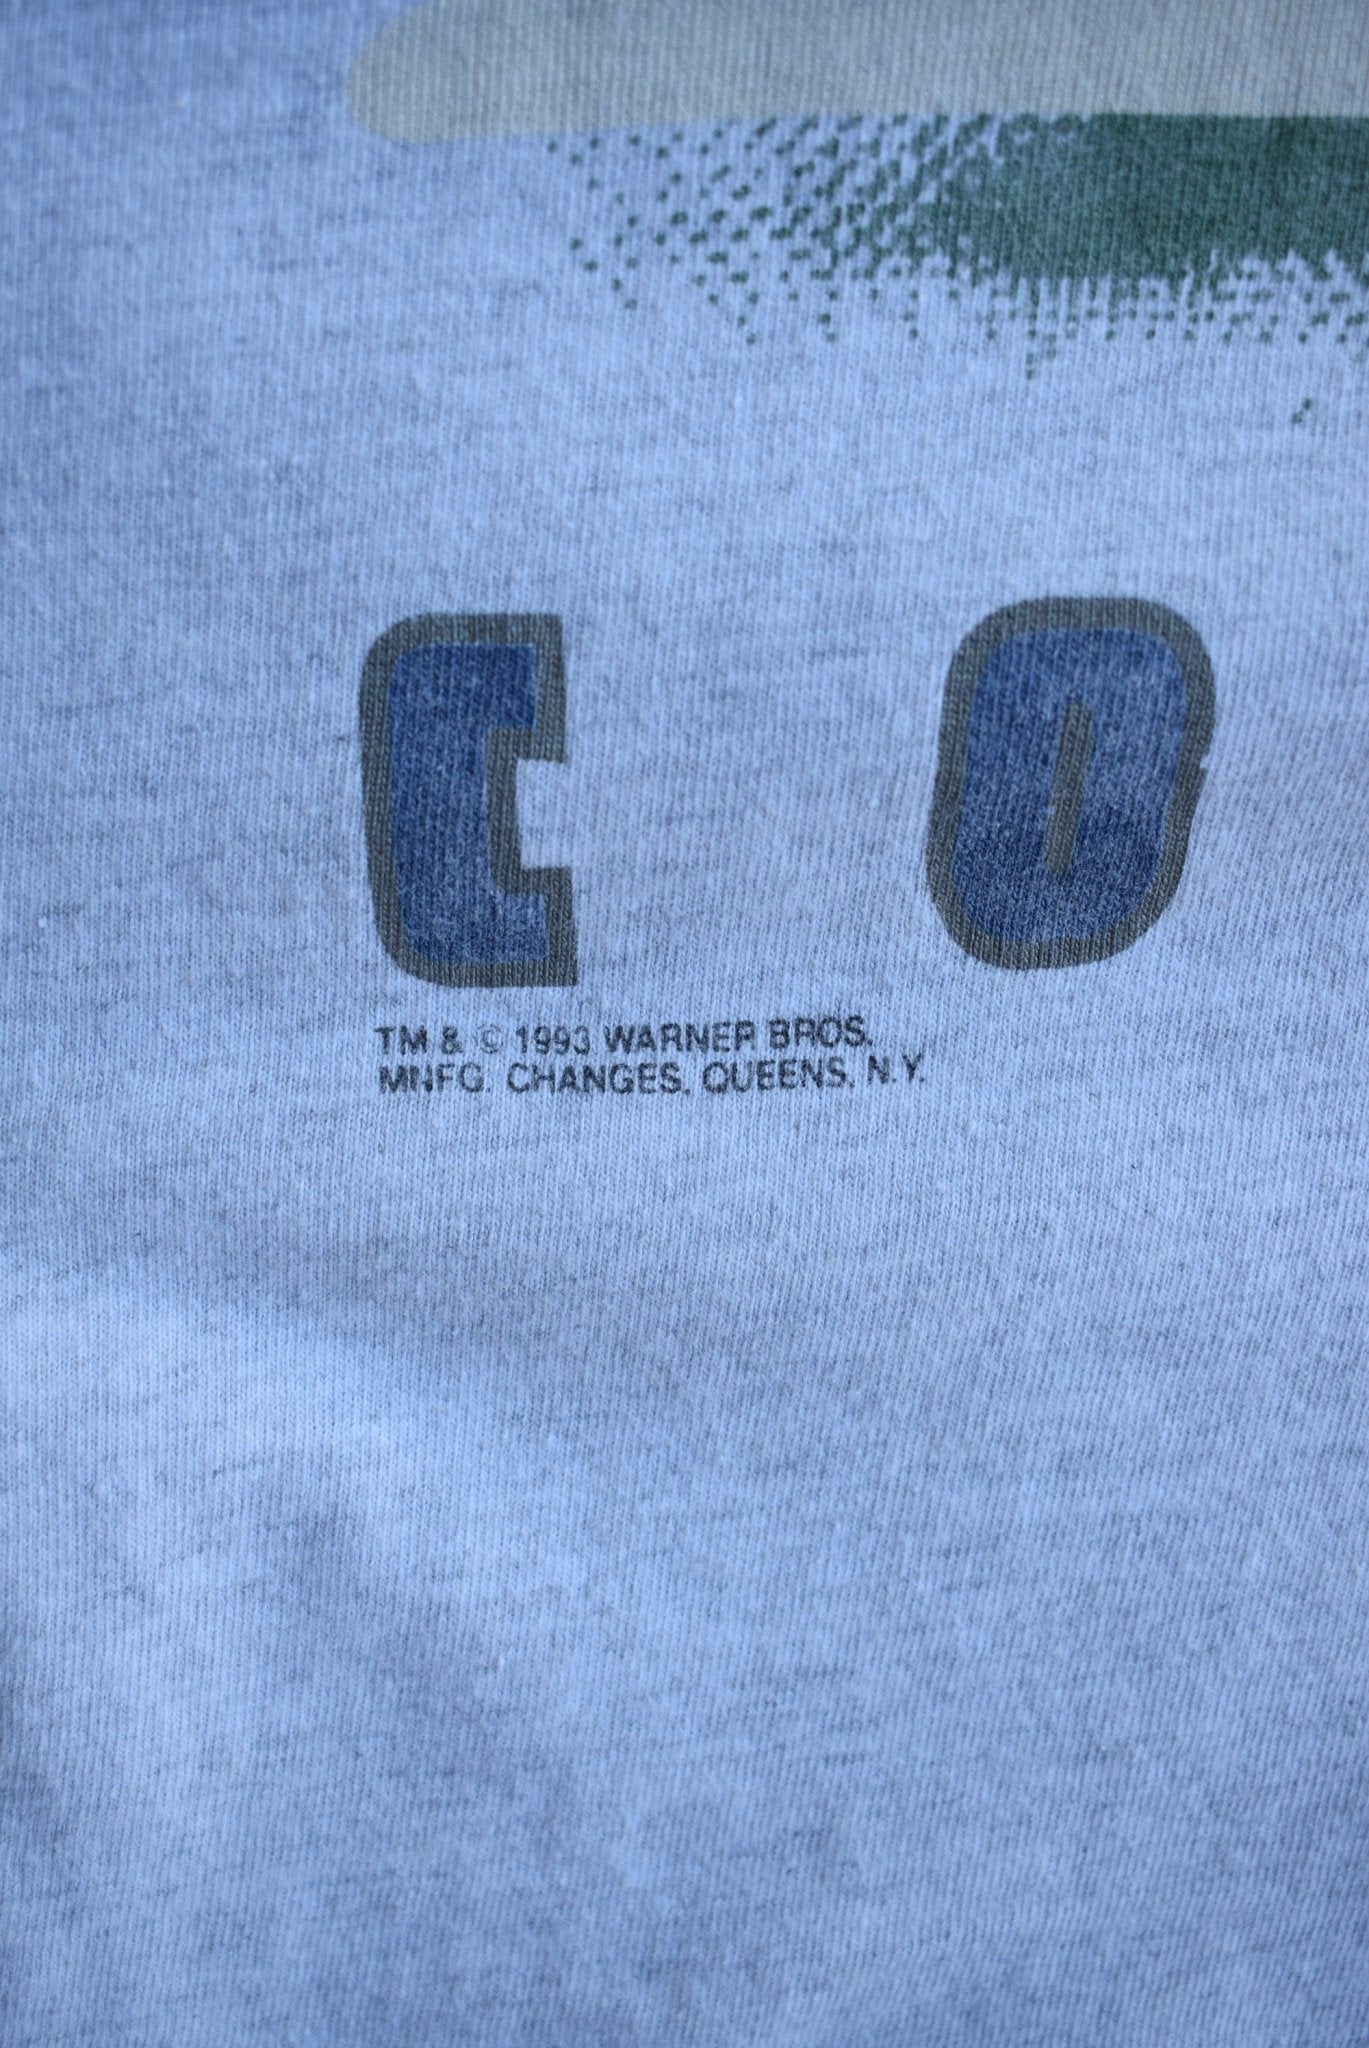 C O
TM & © 1993 WARNER BROS.
MNFG. CHANGES, QUEENS, N.Y.